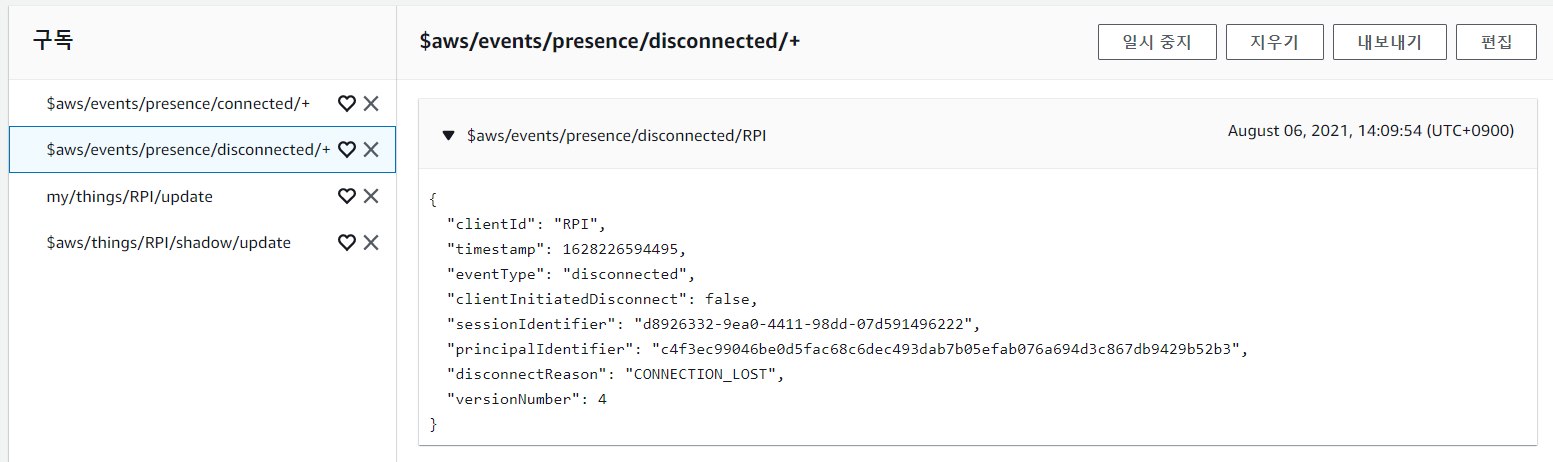 구독
$aws/events/presence/disconnected/+
일시 중지
지우기
내보내기
편집
$aws/events/presence/connected/+
$aws/events/presence/disconnected/+
my/things/RPI/update
$aws/things/RPI/shadow/update
$aws/events/presence/disconnected/RPI
August 06, 2021, 14:09:54 (UTC+0900)
{
"clientId": "RPI",
"timestamp": 1628226594495,
"eventType": "disconnected",
"clientInitiatedDisconnect": false,
"sessionIdentifier": "d8926332-9ea0-4411-98dd-07d591496222",
"principalIdentifier": "c4f3ec99046be0d5fac68c6dec493dab7b05efab076a694d3c867db9429b52b3",
"disconnectReason": "CONNECTION_LOST",
"versionNumber": 4
}